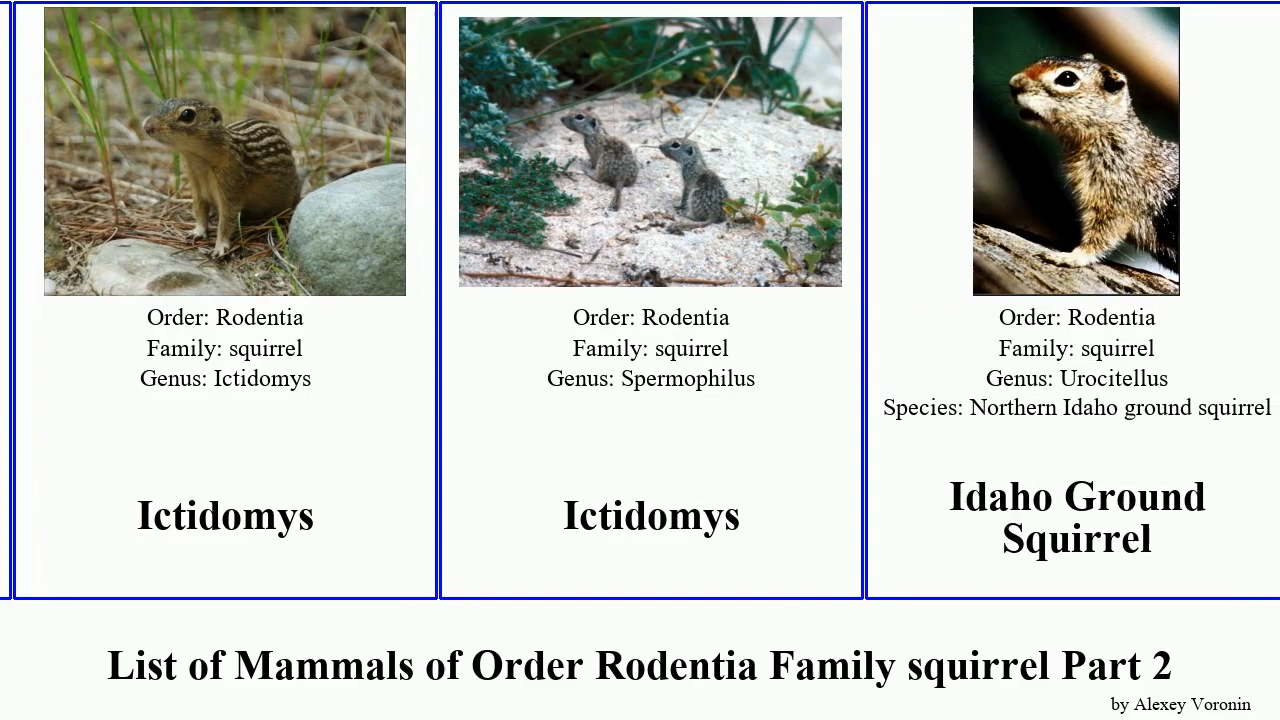 Order: Rodentia
Family: squirrel
Genus: Ictidomys
Ictidomys
Order: Rodentia
Family: squirrel
Genus: Spermophilus
Ictidomys
Order: Rodentia
Family: squirrel
Genus: Urocitellus
Species: Northern Idaho ground squirrel
Idaho Ground
Squirrel
List of Mammals of Order Rodentia Family squirrel Part 2
by Alexey Voronin